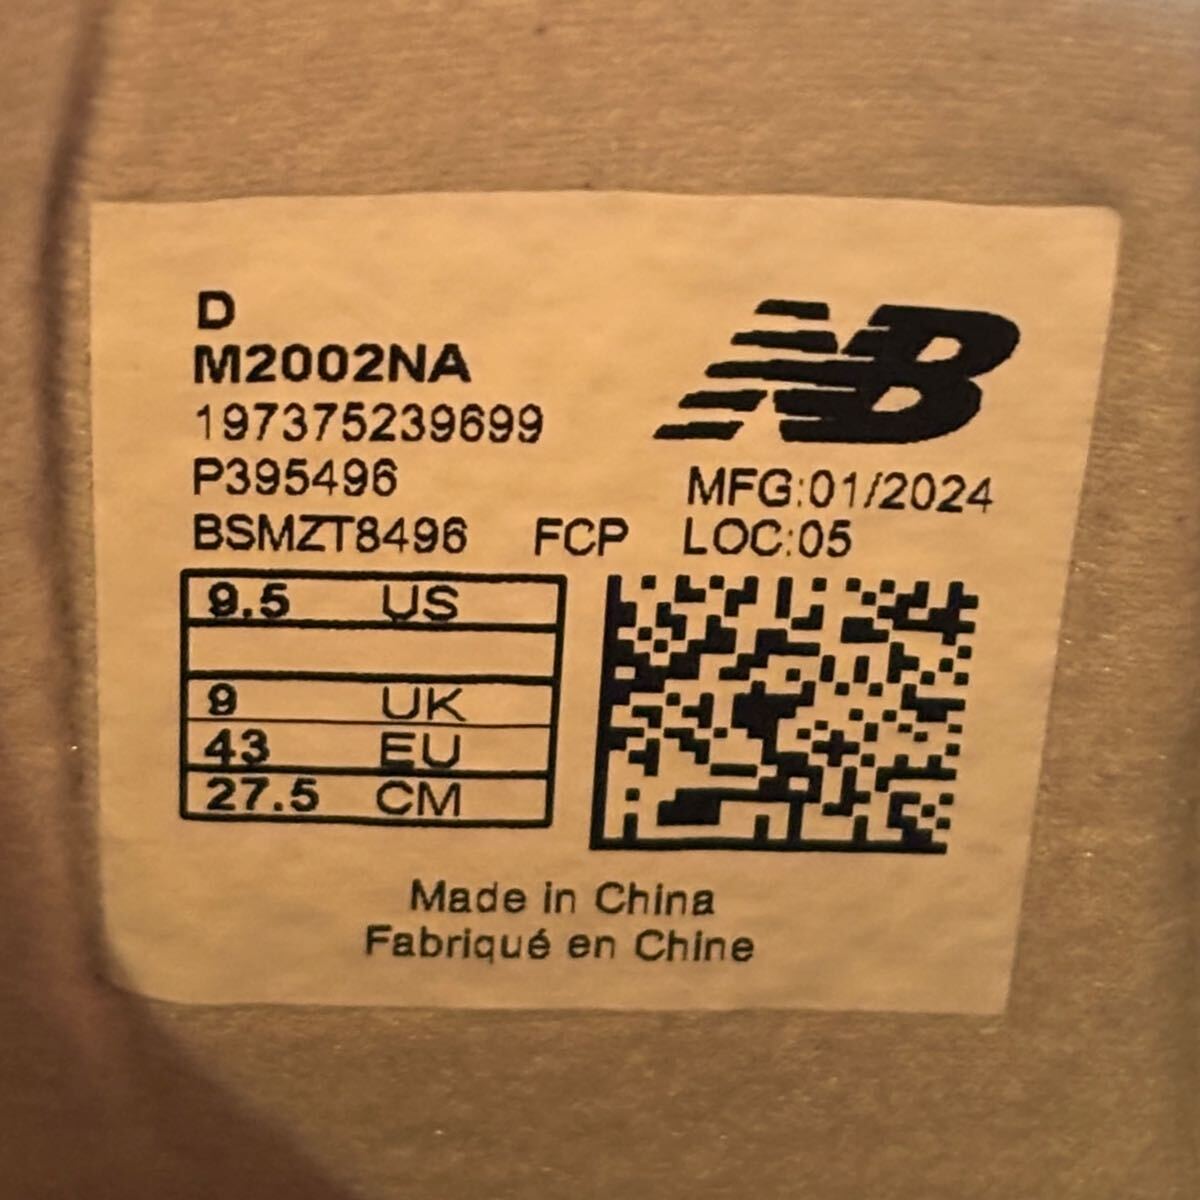 D
M2002NA
197375239699
P395496
BSMZT8496 FCP
NB
MFG:01/2024
LOC:05
9.5 US
9 UK
43 EU
27.5 CM
Made in China
Fabriqué en Chine